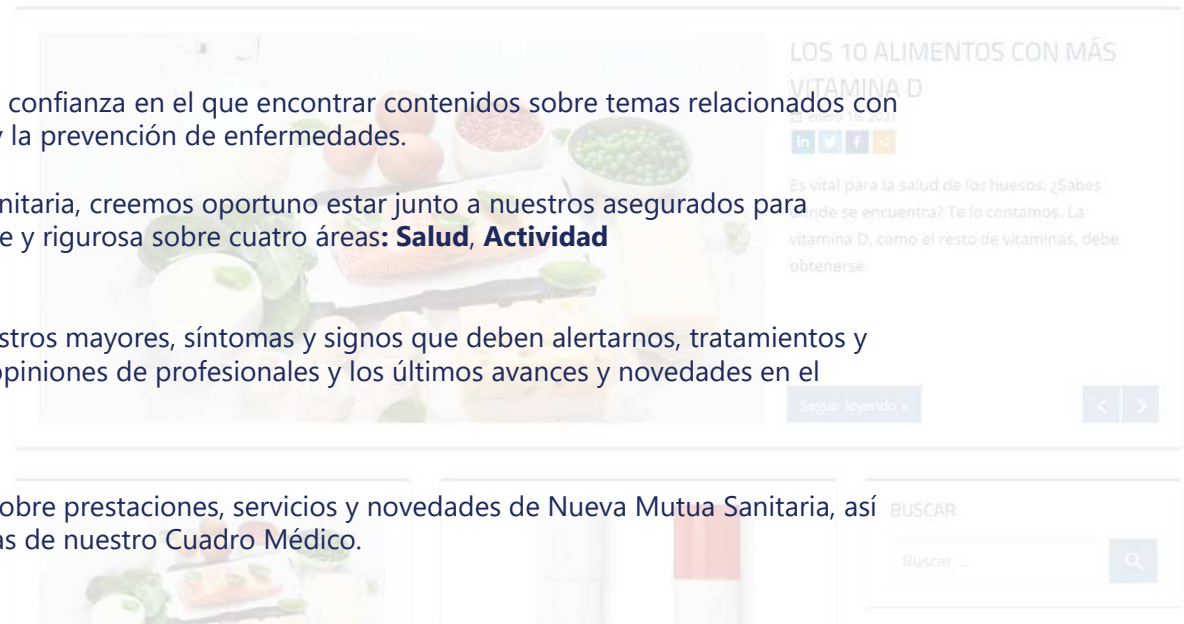 LOS 10 ALIMENTOS CON MÁS
VITAMINA D
enero 19, 2021
Es vital para la salud de los huesos. ¿Sabes
dónde se encuentra? Te lo contamos. La
vitamina D, como el resto de vitaminas, debe
obtenerse
Seguir leyendo »
confianza en el que encontrar contenidos sobre temas relacionados con
y la prevención de enfermedades.
nitaria, creemos oportuno estar junto a nuestros asegurados para
e y rigurosa sobre cuatro áreas: Salud, Actividad
stros mayores, síntomas y signos que deben alertarnos, tratamientos y
opiniones de profesionales y los últimos avances y novedades en el
obre prestaciones, servicios y novedades de Nueva Mutua Sanitaria, así
as de nuestro Cuadro Médico.
BUSCAR
Buscar ...